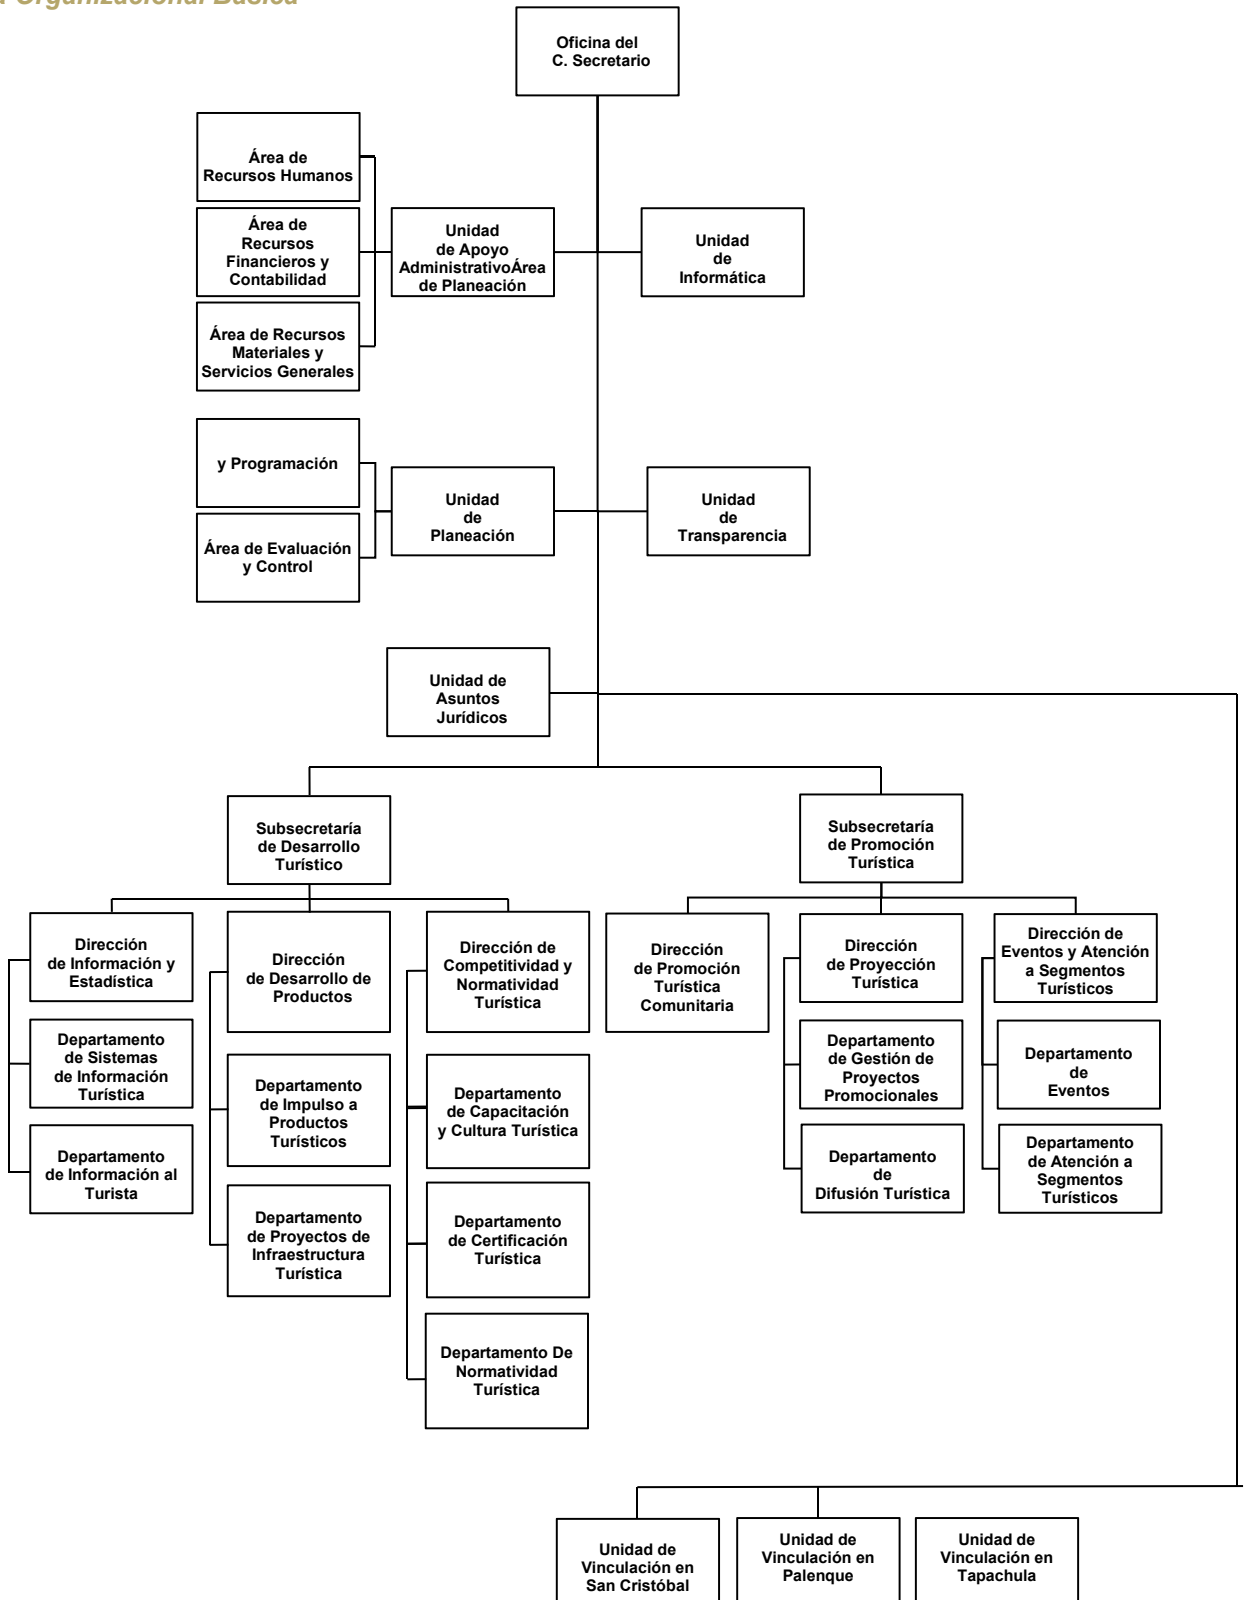 Organizacional Básica
Oficina del
C. Secretario
Área de
Recursos Humanos
Área de
Recursos
Financieros y
Contabilidad
Área de Recursos
Materiales y
Servicios Generales
Unidad
de Apoyo
AdministrativoÁrea
de Planeación
Unidad
de
Informática
y Programación
Área de Evaluación
y Control
Unidad
de
Planeación
Unidad
de
Transparencia
Unidad de
Asuntos
Jurídicos
Subsecretaría
de Desarrollo
Turístico
Subsecretaría
de Promoción
Turística
Dirección
de Información y
Estadística
Departamento
de Sistemas
de Información
Turística
Departamento
de Información al
Turista
Dirección
de Desarrollo de
Productos
Departamento
de Impulso a
Productos
Turísticos
Departamento
de Proyectos de
Infraestructura
Turística
Dirección de
Competitividad y
Normatividad
Turística
Departamento
de Capacitación
y Cultura Turística
Departamento
de Certificación
Turística
Departamento De
Normatividad
Turística
Dirección
de Promoción
Turística
Comunitaria
Dirección
de Proyección
Turística
Departamento
de Gestión de
Proyectos
Promocionales
Departamento
de
Difusión Turística
Dirección de
Eventos y Atención
a Segmentos
Turísticos
Departamento
de
Eventos
Departamento
de Atención a
Segmentos
Turísticos
Unidad de
Vinculación en
San Cristóbal
Unidad de
Vinculación en
Palenque
Unidad de
Vinculación en
Tapachula